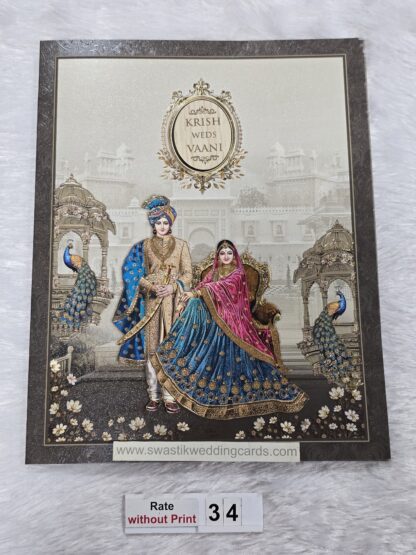 KRISH
WEDS
VAANI
www.swastikweddingcards.com
Rate
without Print
34